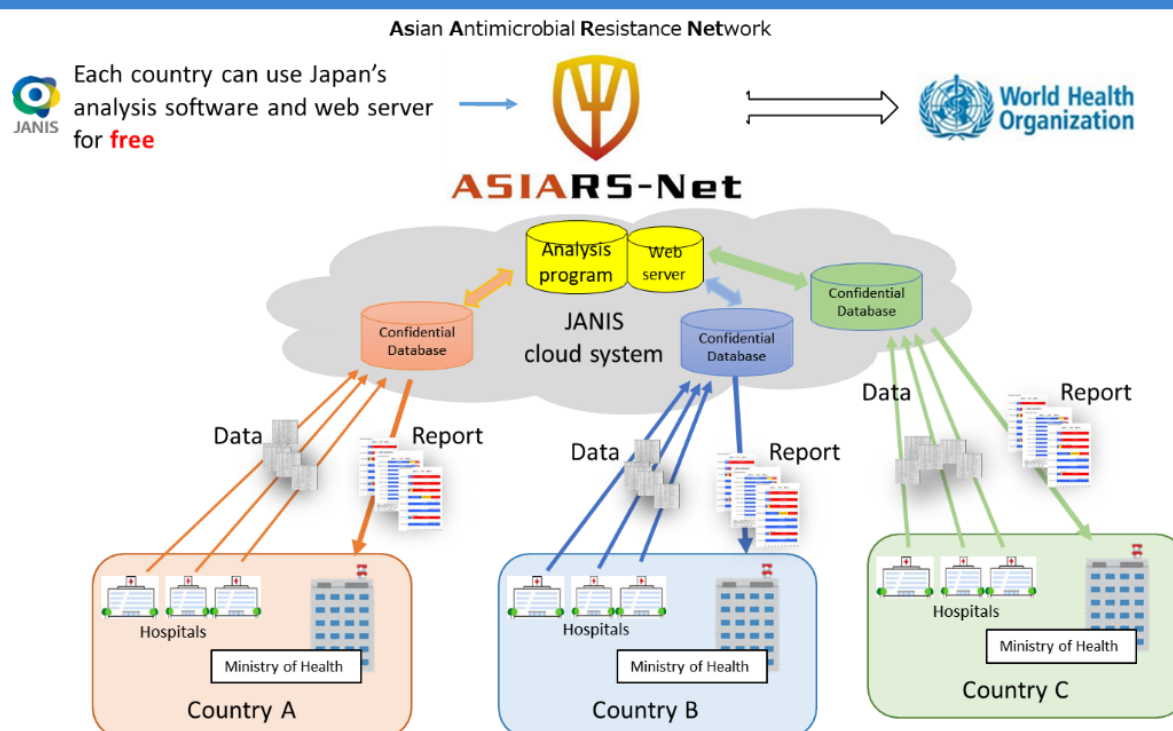 Asian Antimicrobial Resistance Network
Each country can use Japan's
analysis software and web server
for free
JANIS
World Health
Organization
ASIARS-Net
Analysis
program
Web
server
Confidential
Database
JANIS
cloud system
Confidential
Database
Confidential
Database
Data
Report
Data
Report
Data
Report
Hospitals
Ministry of Health
Country A
Hospitals
Ministry of Health
Country B
Hospitals
Ministry of Health
Country C